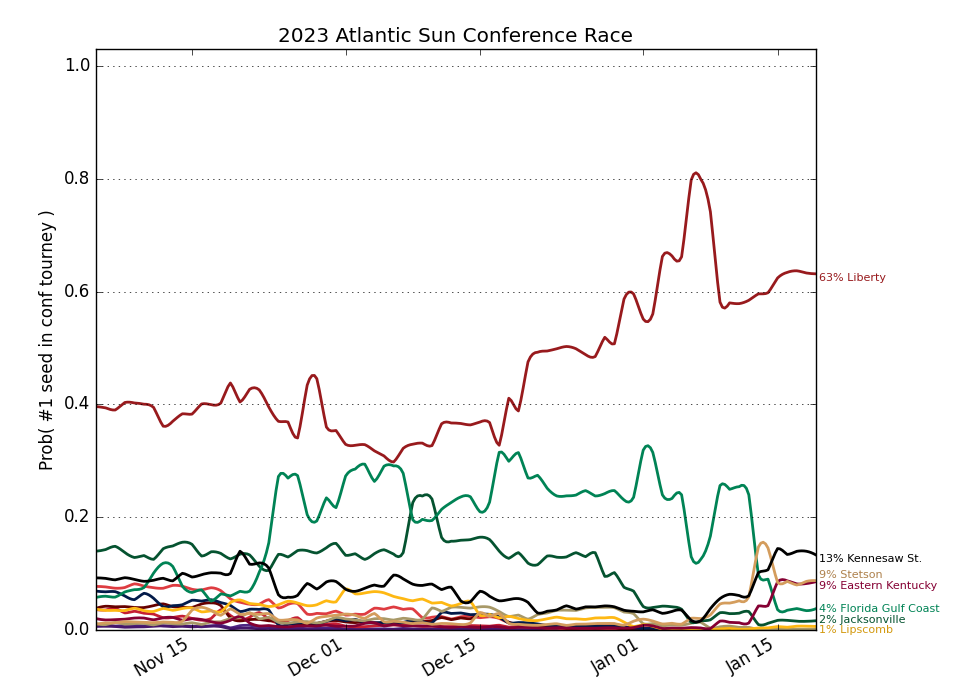 2023 Atlantic Sun Conference Race
Prob( #1 seed in conf tourney )
1.0
0.8
0.6
0.4
0.2
0.0
Nov 15
Dec 01
Dec 15
Jan 01
Jan 15
63% Liberty
13% Kennesaw St.
9% Stetson
9% Eastern Kentucky
4% Florida Gulf Coast
2% Jacksonville
1% Lipscomb